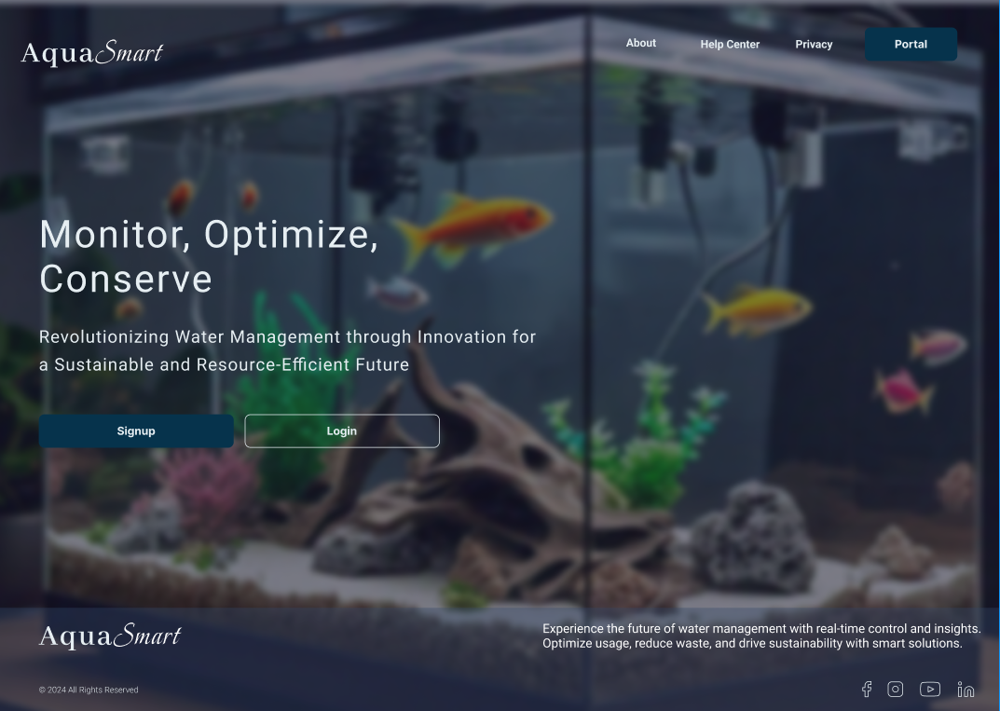 AquaSmart
About
Help Center
Privacy
Portal
Monitor, Optimize,
Conserve
Revolutionizing Water Management through Innovation for
a Sustainable and Resource-Efficient Future
Signup
Login
AquaSmart
Experience the future of water management with real-time control and insights.
Optimize usage, reduce waste, and drive sustainability with smart solutions.
© 2024 All Rights Reserved